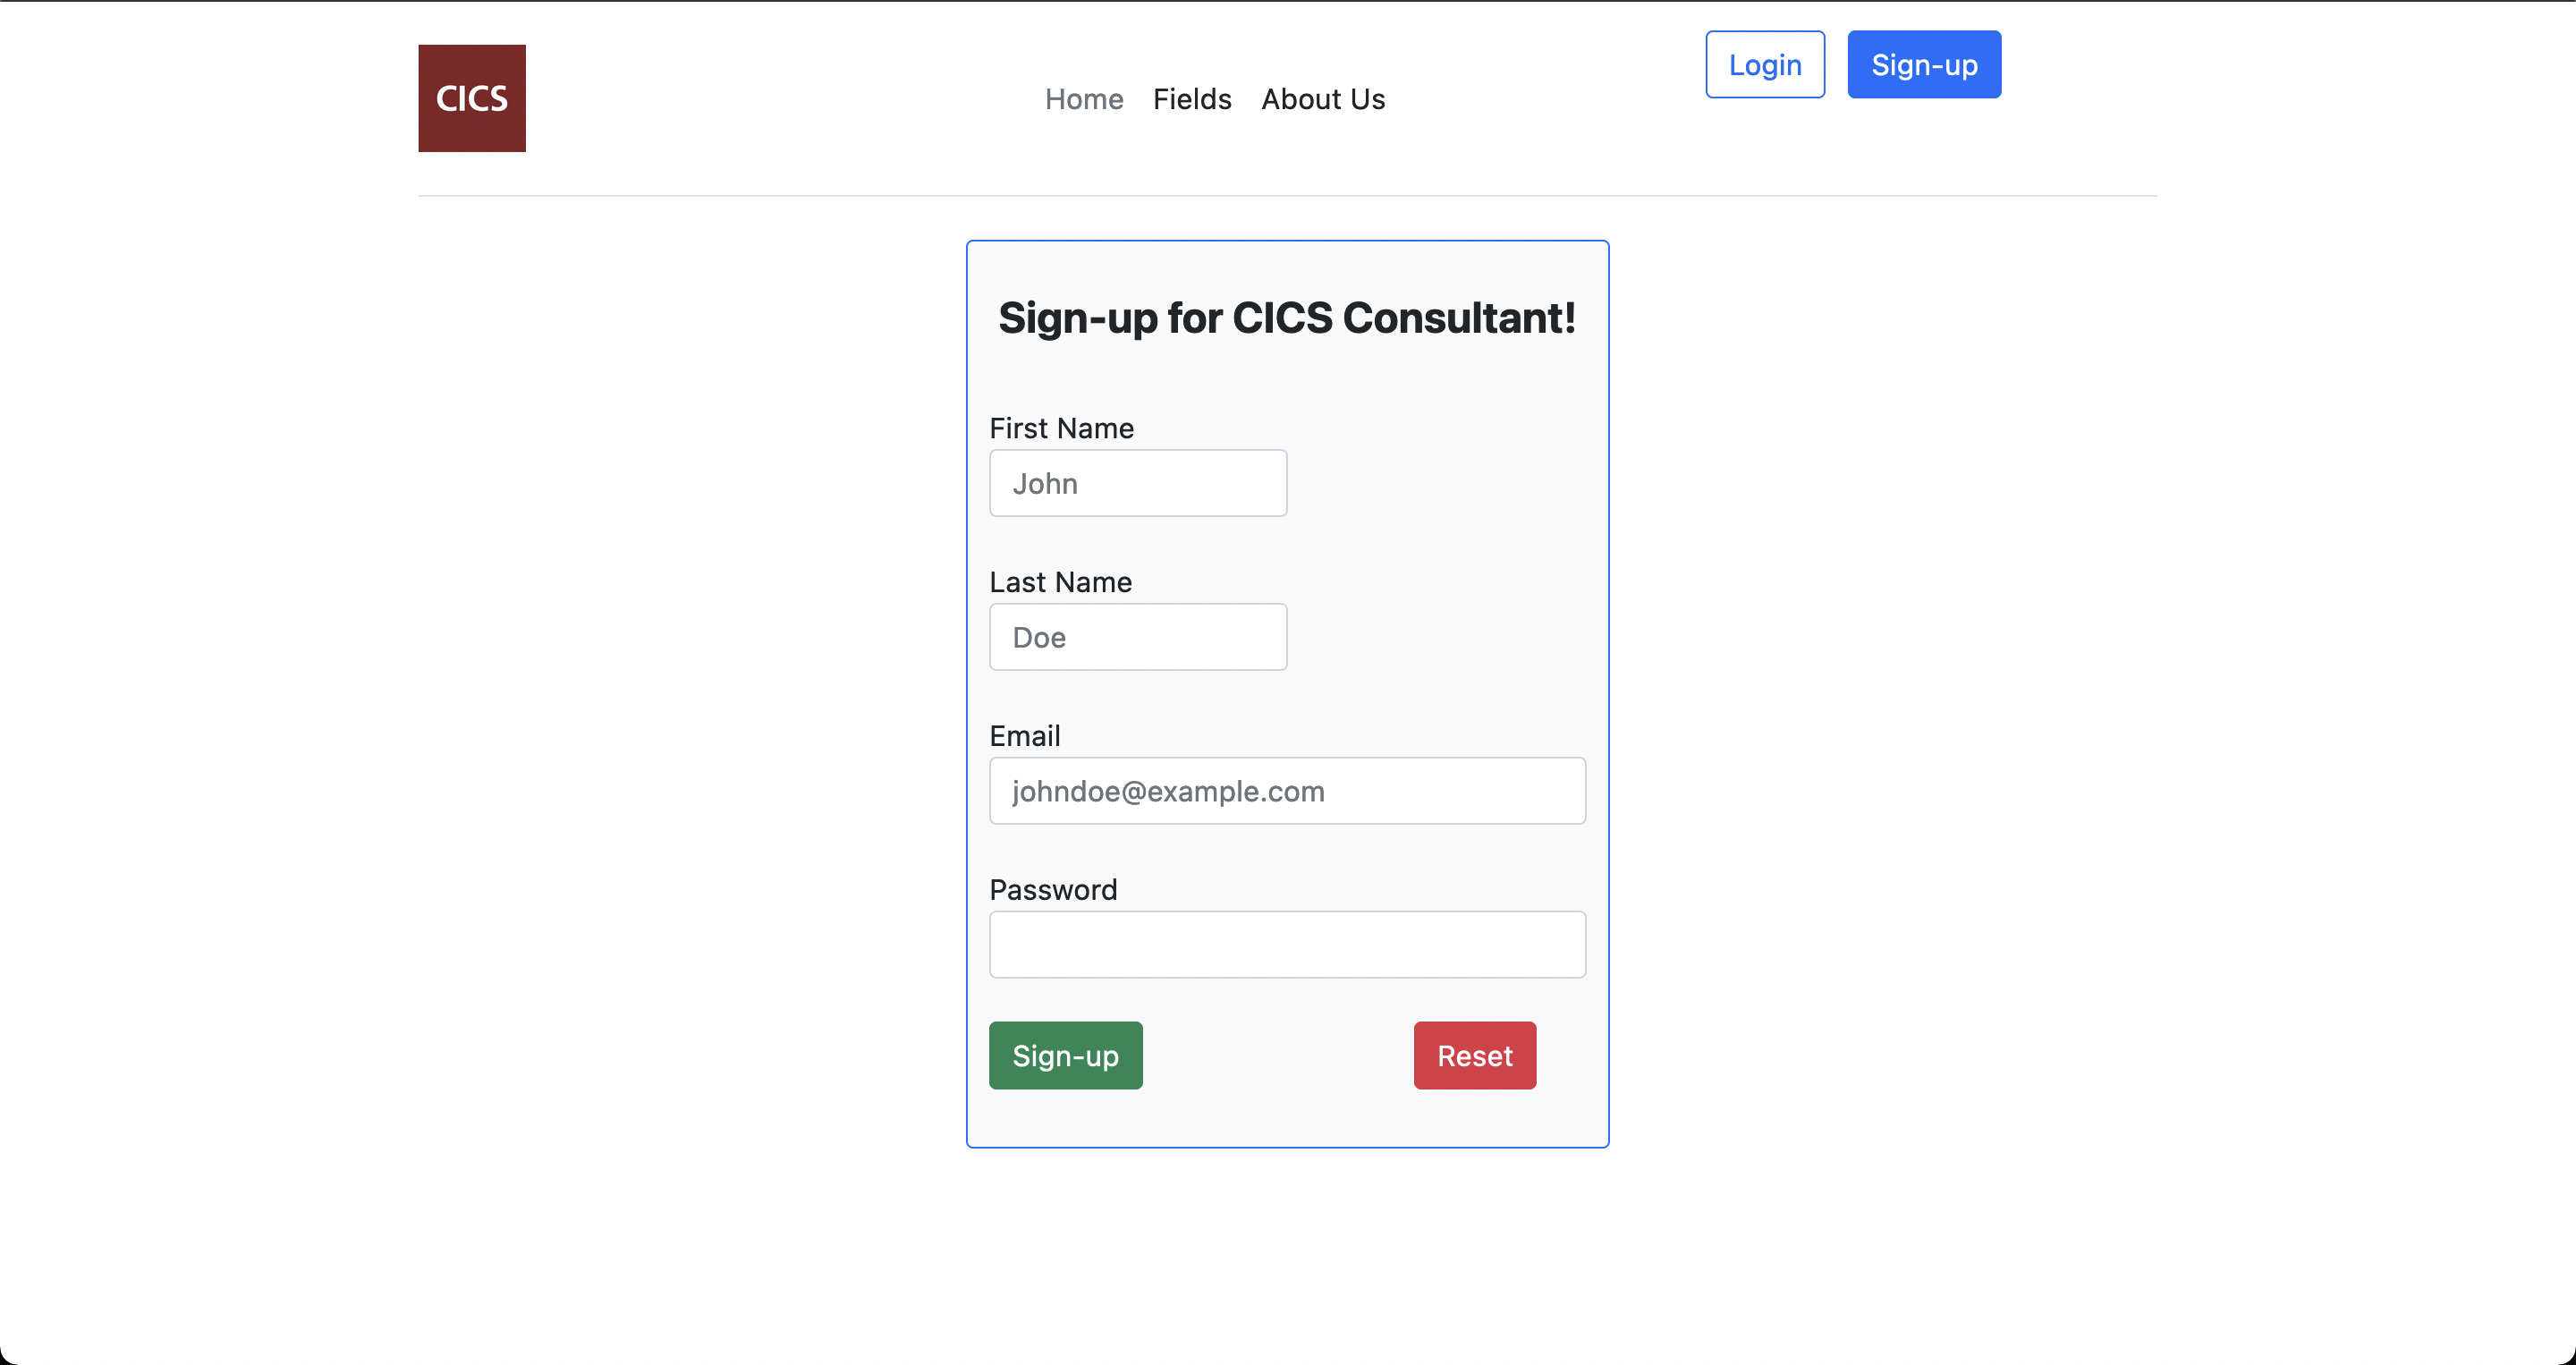 CICS
Home Fields About Us
Login Sign-up
Sign-up for CICS Consultant!
First Name
John
Last Name
Doe
Email
johndoe@example.com
Password
Sign-up Reset